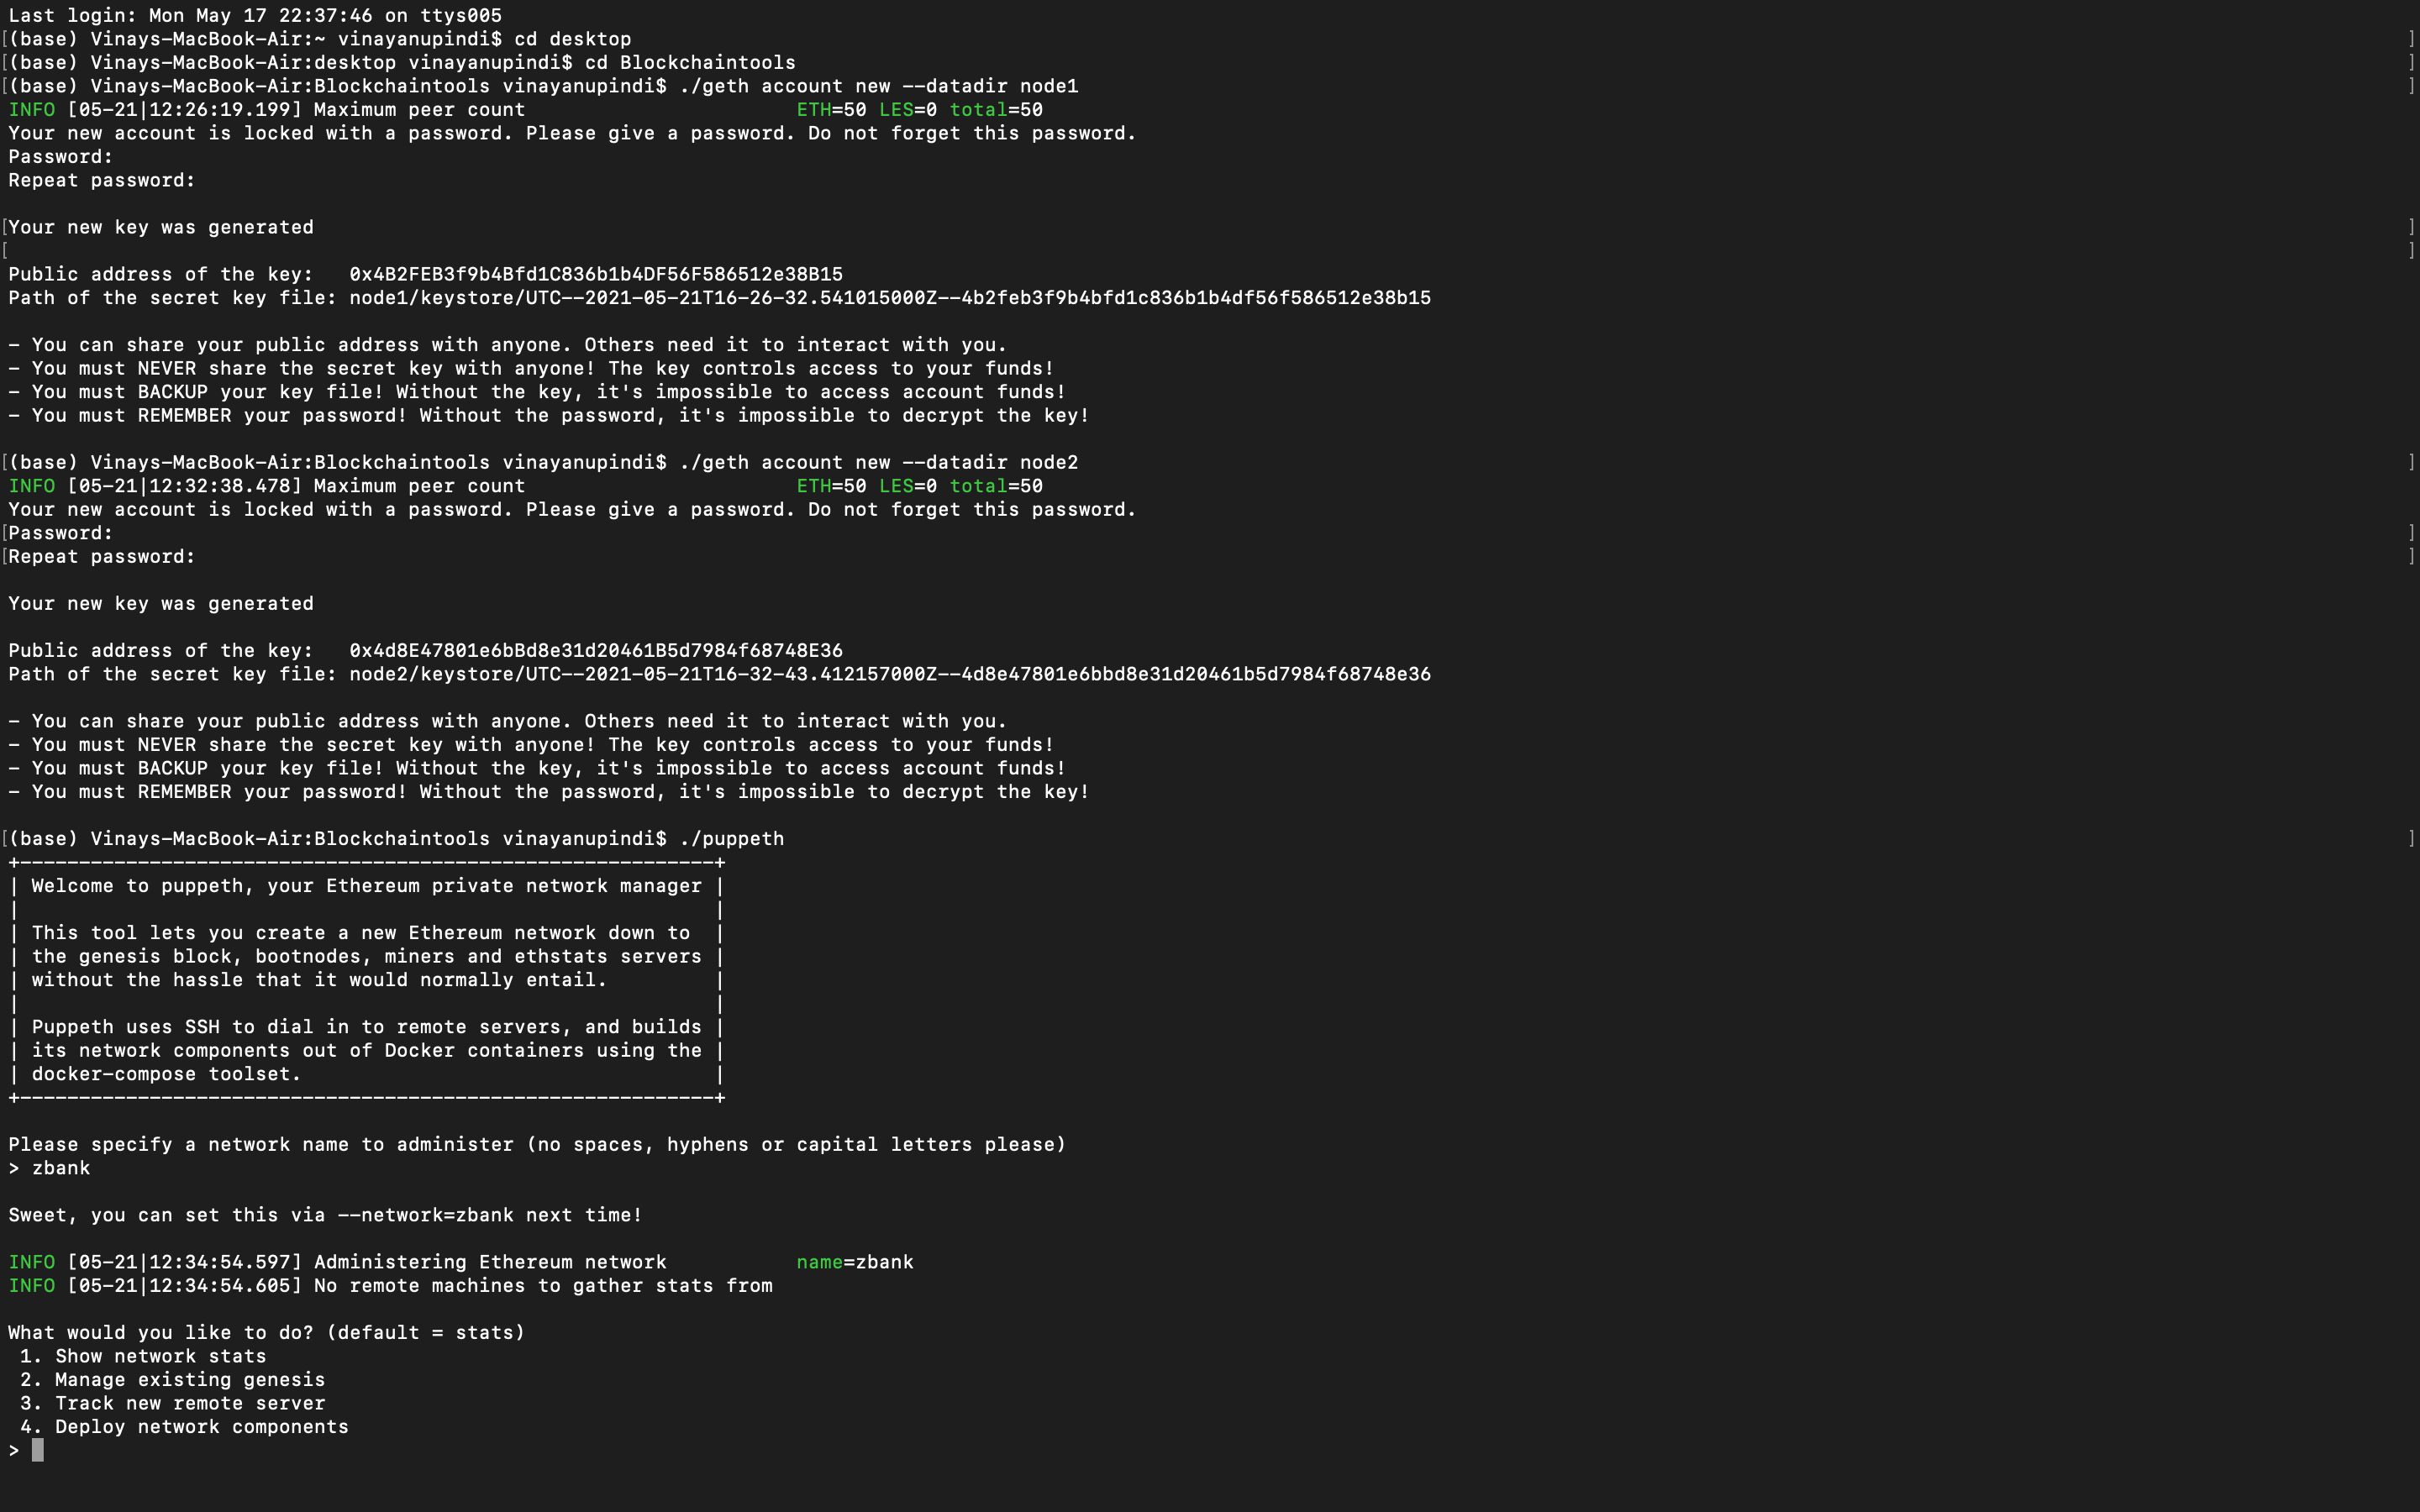 Last login: Mon May 17 22:37:46 on ttys005
[(base) Vinays-MacBook-Air:~ vinayanupindi$ cd desktop ]
[(base) Vinays-MacBook-Air:desktop vinayanupindi$ cd Blockchaintools ]
[(base) Vinays-MacBook-Air:Blockchaintools vinayanupindi$ ./geth account new --datadir node1 ]
INFO [05-21|12:26:19.199] Maximum peer count ETH=50 LES=0 total=50
Your new account is locked with a password. Please give a password. Do not forget this password.
Password:
Repeat password:
[Your new key was generated ]
[ ]
Public address of the key: 0x4B2FEB3f9b4Bfd1C836b1b4DF56F586512e38B15
Path of the secret key file: node1/keystore/UTC--2021-05-21T16-26-32.541015000Z--4b2feb3f9b4bfd1c836b1b4df56f586512e38b15
- You can share your public address with anyone. Others need it to interact with you.
- You must NEVER share the secret key with anyone! The key controls access to your funds!
- You must BACKUP your key file! Without the key, it's impossible to access account funds!
- You must REMEMBER your password! Without the password, it's impossible to decrypt the key!
[(base) Vinays-MacBook-Air:Blockchaintools vinayanupindi$ ./geth account new --datadir node2 ]
INFO [05-21|12:32:38.478] Maximum peer count ETH=50 LES=0 total=50
Your new account is locked with a password. Please give a password. Do not forget this password.
[Password: ]
[Repeat password: ]
Your new key was generated
Public address of the key: 0x4d8E47801e6bBd8e31d20461B5d7984f68748E36
Path of the secret key file: node2/keystore/UTC--2021-05-21T16-32-43.412157000Z--4d8e47801e6bbd8e31d20461b5d7984f68748e36
- You can share your public address with anyone. Others need it to interact with you.
- You must NEVER share the secret key with anyone! The key controls access to your funds!
- You must BACKUP your key file! Without the key, it's impossible to access account funds!
- You must REMEMBER your password! Without the password, it's impossible to decrypt the key!
[(base) Vinays-MacBook-Air:Blockchaintools vinayanupindi$ ./puppeth ]
+-----------------------------------------------------------+
| Welcome to puppeth, your Ethereum private network manager |
| |
| This tool lets you create a new Ethereum network down to |
| the genesis block, bootnodes, miners and ethstats servers |
| without the hassle that it would normally entail. |
| |
| Puppeth uses SSH to dial in to remote servers, and builds |
| its network components out of Docker containers using the |
| docker-compose toolset. |
+-----------------------------------------------------------+
Please specify a network name to administer (no spaces, hyphens or capital letters please)
> zbank
Sweet, you can set this via --network=zbank next time!
INFO [05-21|12:34:54.597] Administering Ethereum network name=zbank
INFO [05-21|12:34:54.605] No remote machines to gather stats from
What would you like to do? (default = stats)
1. Show network stats
2. Manage existing genesis
3. Track new remote server
4. Deploy network components
>